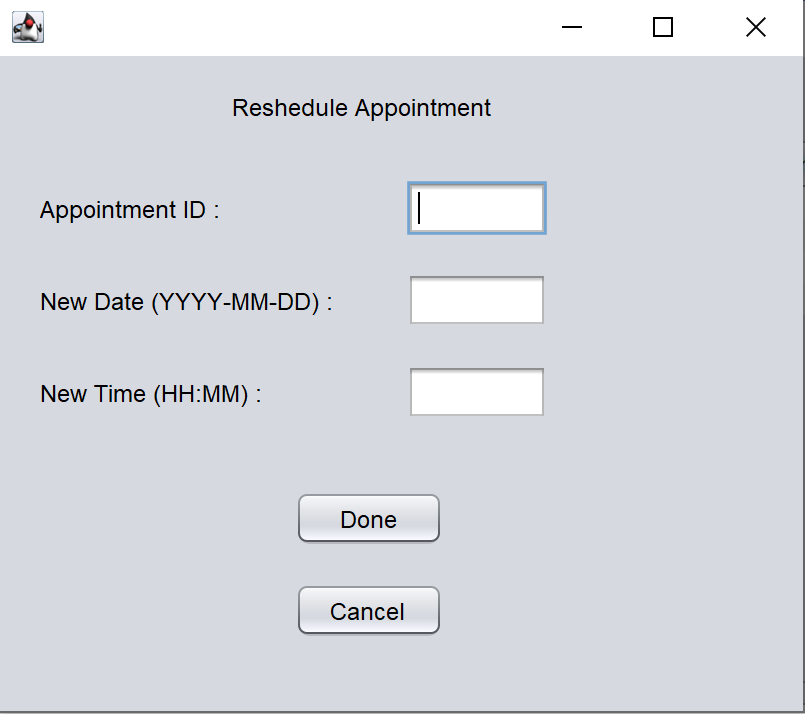 Reshedule Appointment
Appointment ID :
New Date (YYYY-MM-DD) :
New Time (HH:MM) :
Done
Cancel